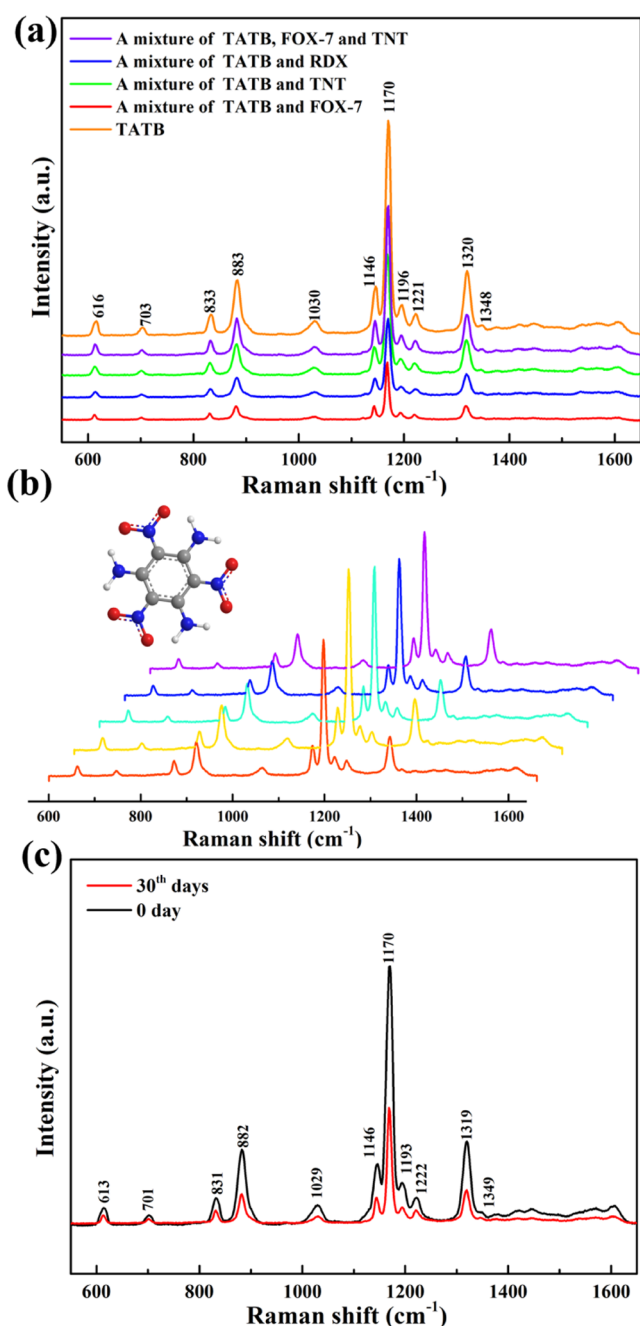 (a)
A mixture of TATB, FOX-7 and TNT
A mixture of TATB and RDX
A mixture of TATB and TNT
A mixture of TATB and FOX-7
TATB
Intensity (a.u.)
616
703
833
883
1030
1146
1170
1196
1221
1320
1348
600 800 1000 1200 1400 1600
Raman shift (cm⁻¹)
(b)
600 800 1000 1200 1400 1600
Raman shift (cm⁻¹)
(c)
30th days
0 day
Intensity (a.u.)
613
701
831
882
1029
1146
1170
1193
1222
1319
1349
600 800 1000 1200 1400 1600
Raman shift (cm⁻¹)